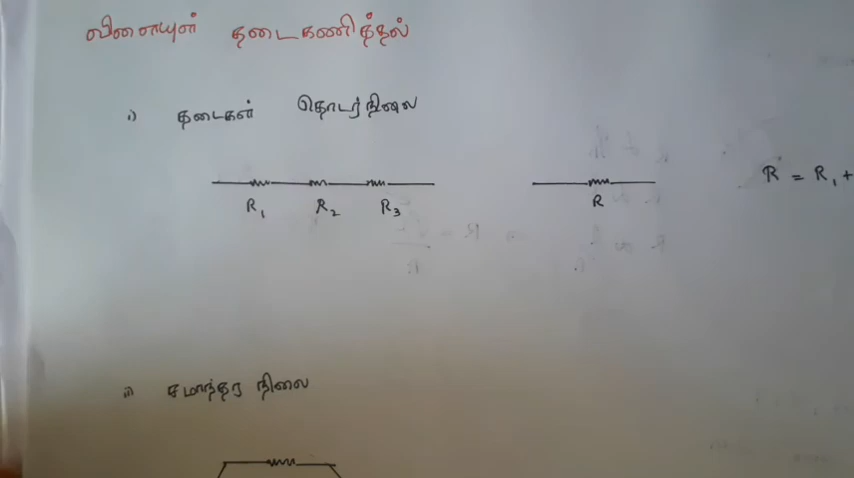 விளையுள் தடைகணித்தல்
i) தடைகள் தொடர்நிலை
R1 R2 R3 R R = R1 +
ii) சமாந்தர நிலை